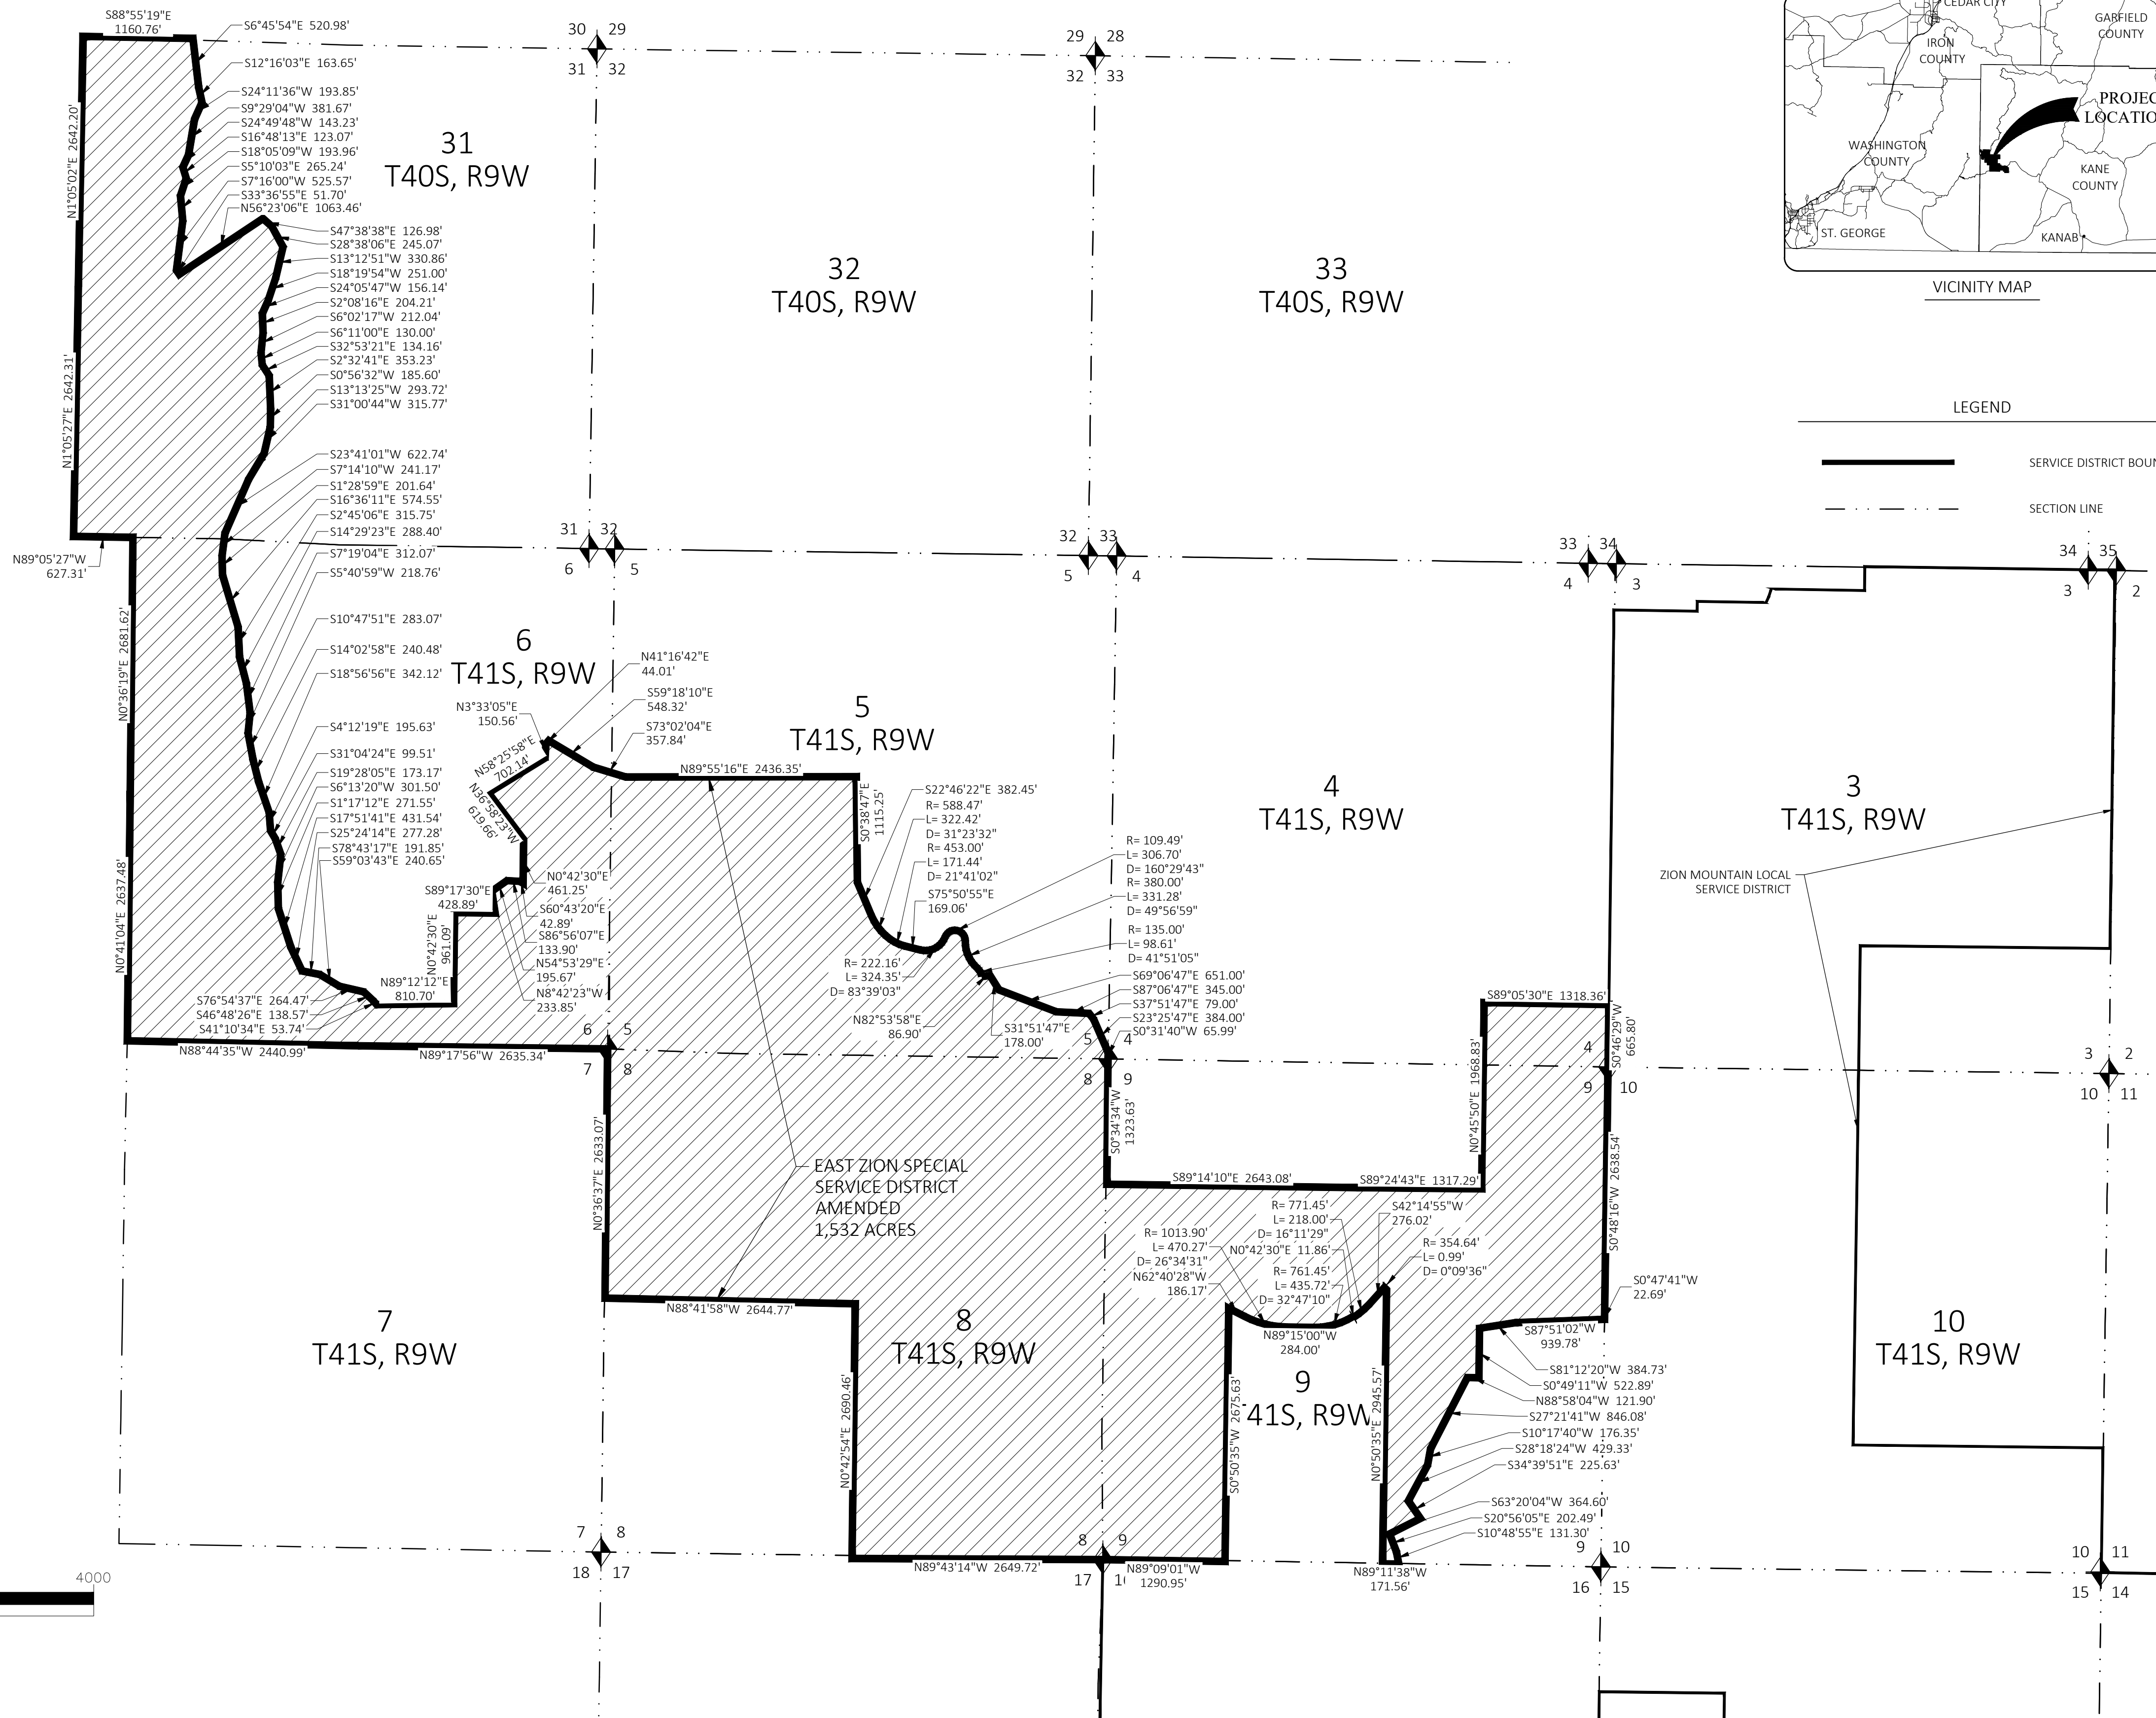 S88°55'19"E
1160.76'
S6°45'54"E 520.98'
S12°16'03"E 163.65'
S24°11'36"W 193.85'
S9°29'04"W 381.67'
S24°49'48"W 143.23'
S16°48'13"E 123.07'
S18°05'09"W 193.96'
S5°10'03"E 265.24'
S7°16'00"W 525.57'
S33°36'55"E 51.70'
N56°23'06"E 1063.46'
S47°38'38"E 126.98'
S28°38'06"E 245.07'
S13°12'51"W 330.86'
S18°19'54"W 251.00'
S24°05'47"W 156.14'
S2°08'16"E 204.21'
S6°02'17"W 212.04'
S6°11'00"E 130.00'
S32°53'21"E 134.16'
S2°32'41"E 353.23'
S0°56'32"W 185.60'
S13°13'25"W 293.72'
S31°00'44"W 315.77'
S23°41'01"W 622.74'
S7°14'10"W 241.17'
S1°28'59"E 201.64'
S16°36'11"E 574.55'
S2°45'06"E 315.75'
S14°29'23"E 288.40'
S7°19'04"E 312.07'
S5°40'59"W 218.76'
S10°47'51"E 283.07'
S14°02'58"E 240.48'
S18°56'56"E 342.12'
S4°12'19"E 195.63'
S31°04'24"E 99.51'
S19°28'05"E 173.17'
S6°13'20"W 301.50'
S1°17'12"E 271.55'
S17°51'41"E 431.54'
S25°24'14"E 277.28'
S78°43'17"E 191.85'
S59°03'43"E 240.65'
S76°54'37"E 264.47'
S46°48'26"E 138.57'
S41°10'34"E 53.74'
N1°05'02"E 2642.20'
N1°05'27"E 2642.31'
N89°05'27"W
627.31'
N0°36'19"E 2681.62'
N0°41'04"E 2637.48'
N88°44'35"W 2440.99'
N89°17'56"W 2635.34'
N89°12'12"E
810.70'
N0°42'30"E
961.09'
S89°17'30"E
428.89'
N8°42'23"W
233.85'
N54°53'29"E
195.67'
S86°56'07"E
133.90'
S60°43'20"E
42.89'
N0°42'30"E
461.25'
N36°58'23"W
619.66'
N58°25'58"E
702.14'
N3°33'05"E
150.56'
N41°16'42"E
44.01'
S59°18'10"E
548.32'
S73°02'04"E
357.84'
N89°55'16"E 2436.35'
S0°38'47"E
1115.25'
S22°46'22"E 382.45'
R= 588.47'
L= 322.42'
D= 31°23'32"
R= 453.00'
L= 171.44'
D= 21°41'02"
S75°50'55"E
169.06'
R= 222.16'
L= 324.35'
D= 83°39'03"
R= 109.49'
L= 306.70'
D= 160°29'43"
R= 380.00'
L= 331.28'
D= 49°56'59"
R= 135.00'
L= 98.61'
D= 41°51'05"
N82°53'58"E
86.90'
S31°51'47"E
178.00'
S69°06'47"E 651.00'
S87°06'47"E 345.00'
S37°51'47"E 79.00'
S23°25'47"E 384.00'
S0°31'40"W 65.99'
S0°34'34"W
1323.63'
S89°14'10"E 2643.08'
S89°24'43"E 1317.29'
N0°45'50"E 1968.83'
S89°05'30"E 1318.36'
S0°46'29"W
665.80'
S0°48'16"W 2638.54'
S0°47'41"W
22.69'
S87°51'02"W
939.78'
S81°12'20"W 384.73'
S0°49'11"W 522.89'
N88°58'04"W 121.90'
S27°21'41"W 846.08'
S10°17'40"W 176.35'
S28°18'24"W 429.33'
S34°39'51"E 225.63'
S63°20'04"W 364.60'
S20°56'05"E 202.49'
S10°48'55"E 131.30'
N89°11'38"W
171.56'
N0°50'35"E 2945.57'
R= 354.64'
L= 0.99'
D= 0°09'36"
S42°14'55"W
276.02'
R= 771.45'
L= 218.00'
D= 16°11'29"
N0°42'30"E 11.86'
R= 761.45'
L= 435.72'
D= 32°47'10"
N89°15'00"W
284.00'
R= 1013.90'
L= 470.27'
D= 26°34'31"
N62°40'28"W
186.17'
S0°50'35"W 2675.63'
N89°09'01"W
1290.95'
N89°43'14"W 2649.72'
N0°42'54"E 2690.46'
N88°41'58"W 2644.77'
N0°36'37"E 2633.07'
EAST ZION SPECIAL
SERVICE DISTRICT
AMENDED
1,532 ACRES
31
T40S, R9W
32
T40S, R9W
33
T40S, R9W
6
T41S, R9W
5
T41S, R9W
4
T41S, R9W
3
T41S, R9W
7
T41S, R9W
8
T41S, R9W
9
T41S, R9W
10
T41S, R9W
30 29
31 32
29 28
32 33
31 32
6 5
32 33
5 4
33 34
4 3
34 35
3 2
6 5
7 8
5 4
8 9
4
9 10
3 2
10 11
7 8
18 17
8 9
17
9 10
16 15
10 11
15 14
ZION MOUNTAIN LOCAL
SERVICE DISTRICT
4000
CEDAR CITY
GARFIELD
COUNTY
IRON
COUNTY
PROJEC
LOCATIO
WASHINGTON
COUNTY
KANE
COUNTY
ST. GEORGE
KANAB
VICINITY MAP
LEGEND
SERVICE DISTRICT BOUN
SECTION LINE